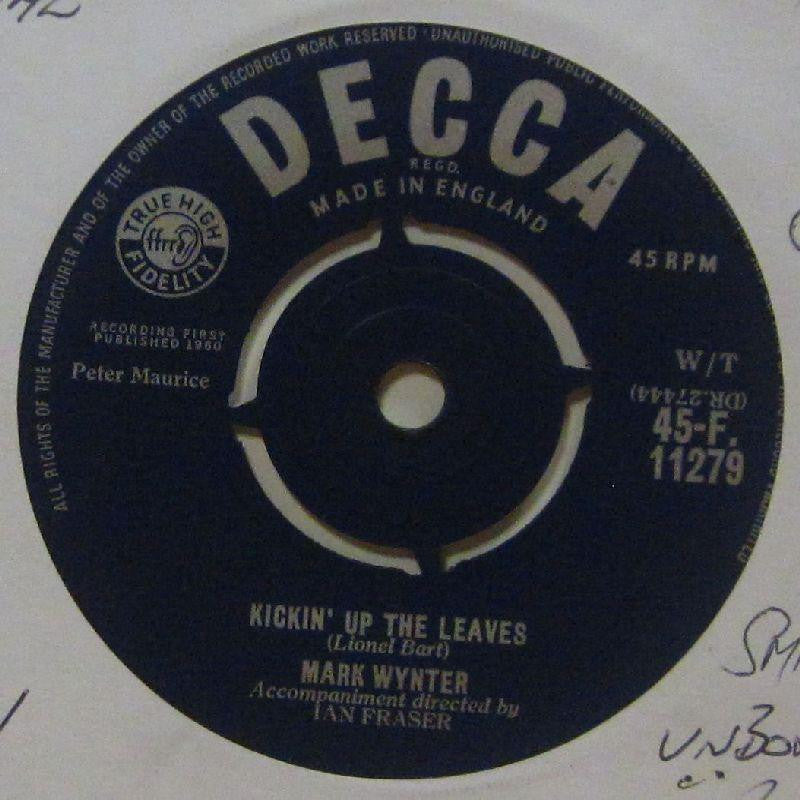 ALL RIGHTS OF THE MANUFACTURER AND OF THE OWNER OF THE RECORDED WORK RESERVED · UNAUTHORISED PUBLIC PERFORMANCE
DECCA
REGD.
MADE IN ENGLAND
TRUE HIGH
ffrr
FIDELITY
45 RPM
RECORDING FIRST
PUBLISHED 1960
Peter Maurice
W/T
(DR.27444)
45-F.
11279
KICKIN' UP THE LEAVES
(Lionel Bart)
MARK WYNTER
Accompaniment directed by
IAN FRASER